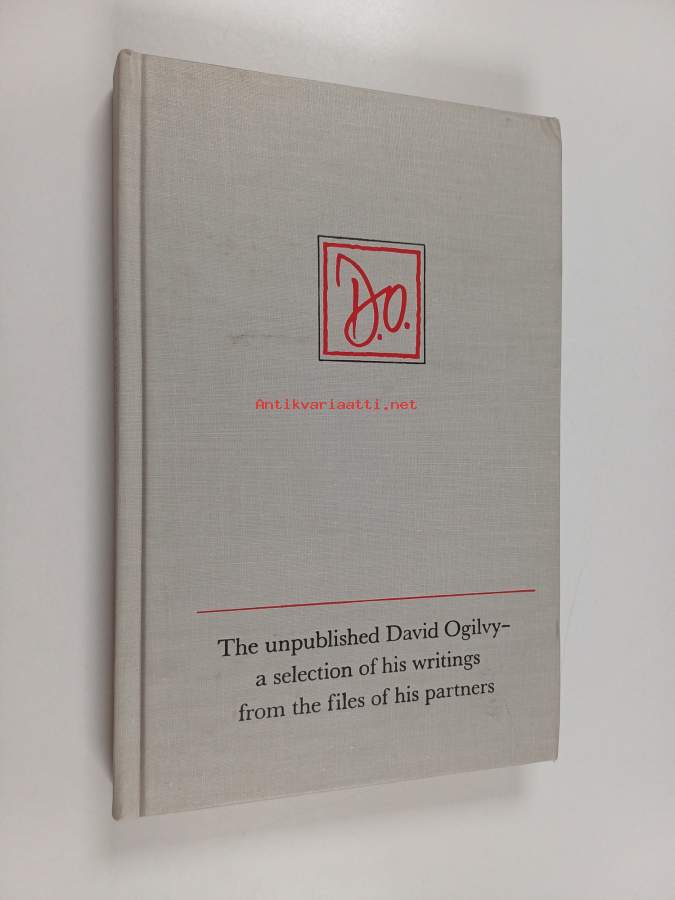 D.O.
Antikvariaatti.net
The unpublished David Ogilvy–
a selection of his writings
from the files of his partners